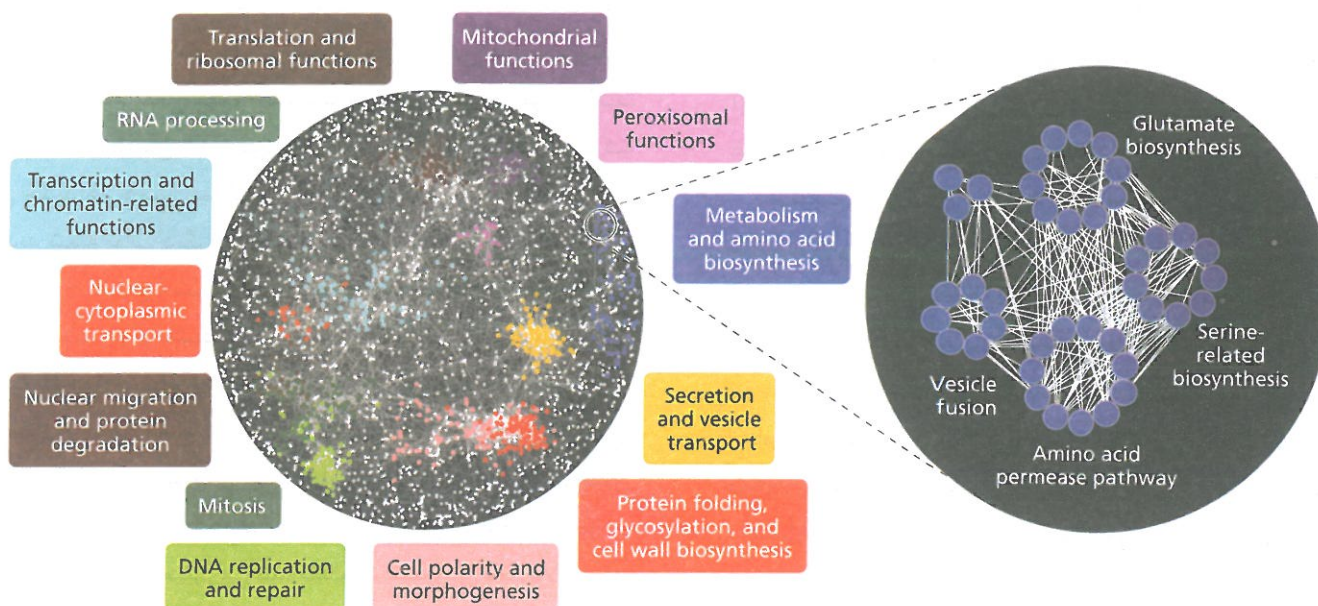 Translation and
ribosomal functions
Mitochondrial
functions
RNA processing
Peroxisomal
functions
Transcription and
chromatin-related
functions
Metabolism
and amino acid
biosynthesis
Nuclear-
cytoplasmic
transport
Nuclear migration
and protein
degradation
Secretion
and vesicle
transport
Mitosis
Protein folding,
glycosylation, and
cell wall biosynthesis
DNA replication
and repair
Cell polarity and
morphogenesis
Glutamate
biosynthesis
Serine-
related
biosynthesis
Vesicle
fusion
Amino acid
permease pathway